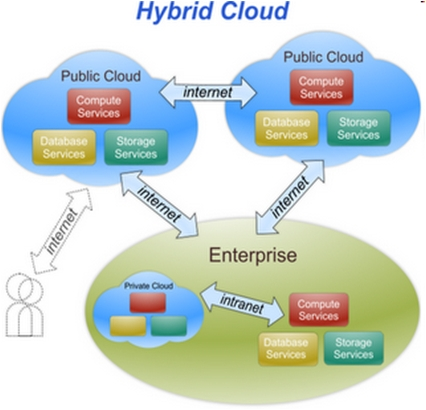 Hybrid Cloud
Public Cloud
Compute
Services
Database
Services
Storage
Services
internet
Public Cloud
Compute
Services
Database
Services
Storage
Services
internet
internet
internet
Enterprise
Private Cloud
intranet
Compute
Services
Database
Services
Storage
Services